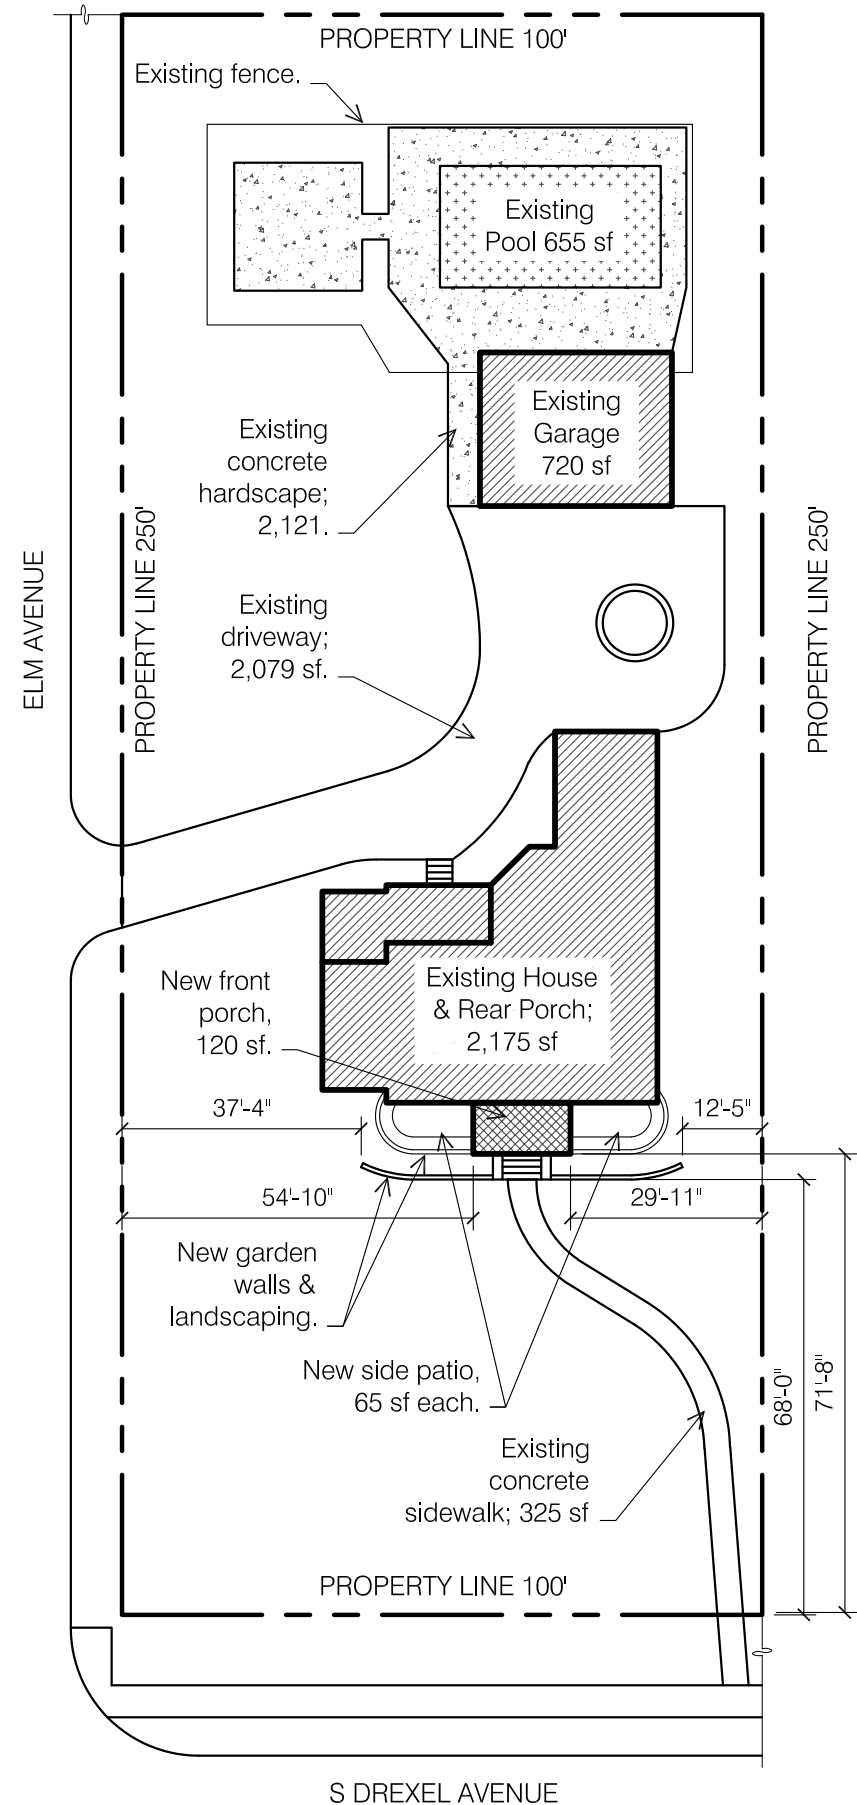 PROPERTY LINE 100'
Existing fence.
Existing
Pool 655 sf
Existing
Garage
720 sf
Existing
concrete
hardscape;
2,121.
ELM AVENUE
PROPERTY LINE 250'
PROPERTY LINE 250'
Existing
driveway;
2,079 sf.
New front
porch,
120 sf.
Existing House
& Rear Porch;
2,175 sf
37'-4"
12'-5"
54'-10"
29'-11"
New garden
walls &
landscaping.
New side patio,
65 sf each.
68'-0"
71'-8"
Existing
concrete
sidewalk; 325 sf
PROPERTY LINE 100'
S DREXEL AVENUE